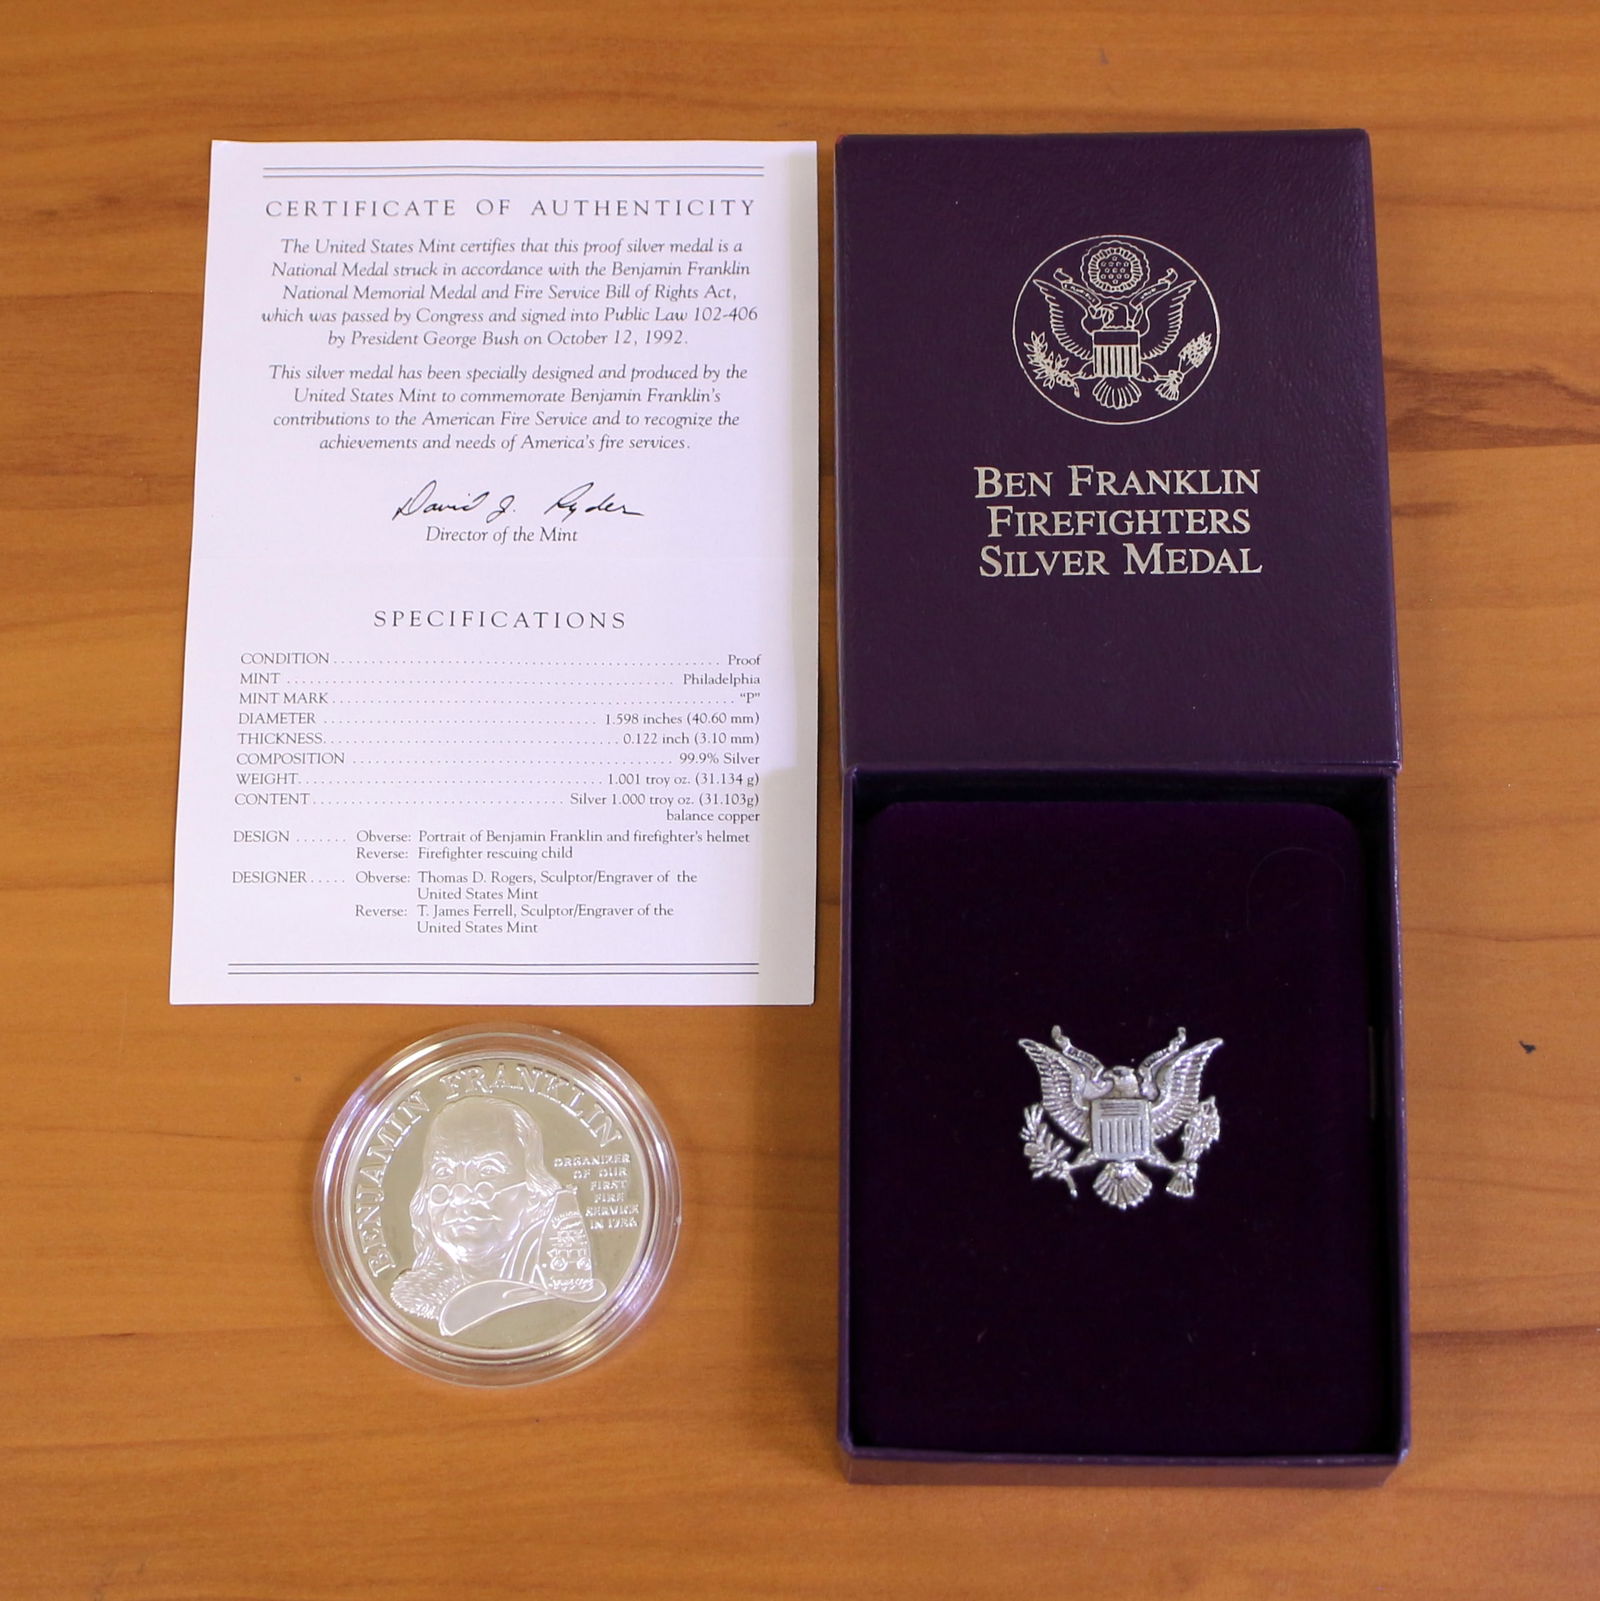 CERTIFICATE OF AUTHENTICITY
The United States Mint certifies that this proof silver medal is a
National Medal struck in accordance with the Benjamin Franklin
National Memorial Medal and Fire Service Bill of Rights Act,
which was passed by Congress and signed into Public Law 102-406
by President George Bush on October 12, 1992.
This silver medal has been specially designed and produced by the
United States Mint to commemorate Benjamin Franklin's
contributions to the American Fire Service and to recognize the
achievements and needs of America's fire services.
David J. Ryder
Director of the Mint
SPECIFICATIONS
CONDITION . . . . . . . . . . . . . . . . . . . . Proof
MINT . . . . . . . . . . . . . . . . . . . . Philadelphia
MINT MARK . . . . . . . . . . . . . . . . . . . . "P"
DIAMETER . . . . . . . . . . . . . . . . . . . . 1.598 inches (40.60 mm)
THICKNESS . . . . . . . . . . . . . . . . . . . . 0.122 inch (3.10 mm)
COMPOSITION . . . . . . . . . . . . . . . . . . . . 99.9% Silver
WEIGHT . . . . . . . . . . . . . . . . . . . . 1.001 troy oz. (31.134 g)
CONTENT . . . . . . . . . . . . . . . . . . . . Silver 1.000 troy oz. (31.103g)
balance copper
DESIGN . . . . . . . Obverse: Portrait of Benjamin Franklin and firefighter's helmet
Reverse: Firefighter rescuing child
DESIGNER . . . . . Obverse: Thomas D. Rogers, Sculptor/Engraver of the
United States Mint
Reverse: T. James Ferrell, Sculptor/Engraver of the
United States Mint
BEN FRANKLIN
FIREFIGHTERS
SILVER MEDAL
BENJAMIN FRANKLIN
ORGANIZER
OF OUR
FIRST
FIRE
SERVICE
IN 1736